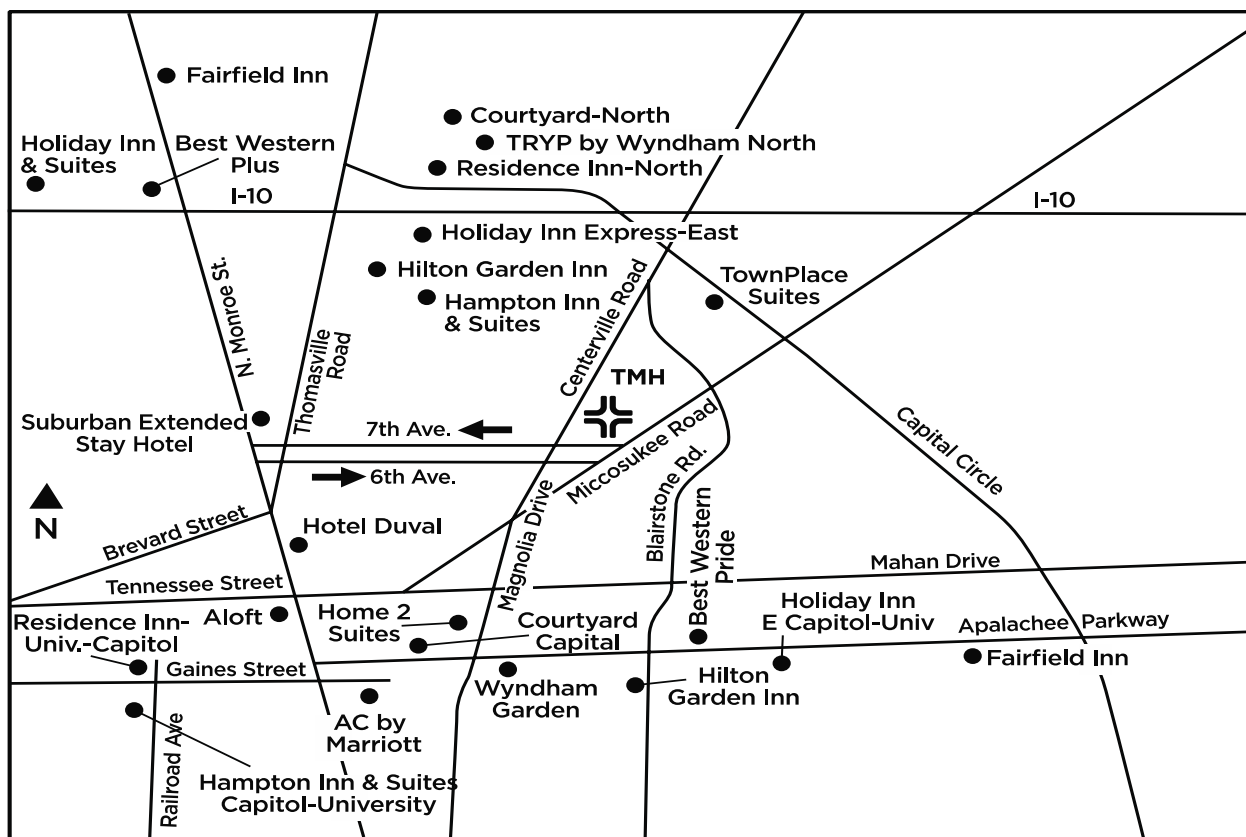 Fairfield Inn
Courtyard-North
TRYP by Wyndham North
Residence Inn-North
Holiday Inn
& Suites
Best Western
Plus
I-10
I-10
Holiday Inn Express-East
Hilton Garden Inn
Hampton Inn
& Suites
TownPlace
Suites
N. Monroe St.
Thomasville
Road
Centerville Road
TMH
Suburban Extended
Stay Hotel
7th Ave.
6th Ave.
Miccosukee Road
Capital Circle
N
Brevard Street
Hotel Duval
Magnolia Drive
Blairstone Rd.
Best Western
Pride
Mahan Drive
Tennessee Street
Aloft
Home 2
Suites
Courtyard
Capital
Holiday Inn
E Capitol-Univ
Apalachee Parkway
Residence Inn-
Univ.-Capitol
Gaines Street
Wyndham
Garden
Hilton
Garden Inn
Fairfield Inn
AC by
Marriott
Railroad Ave
Hampton Inn & Suites
Capitol-University